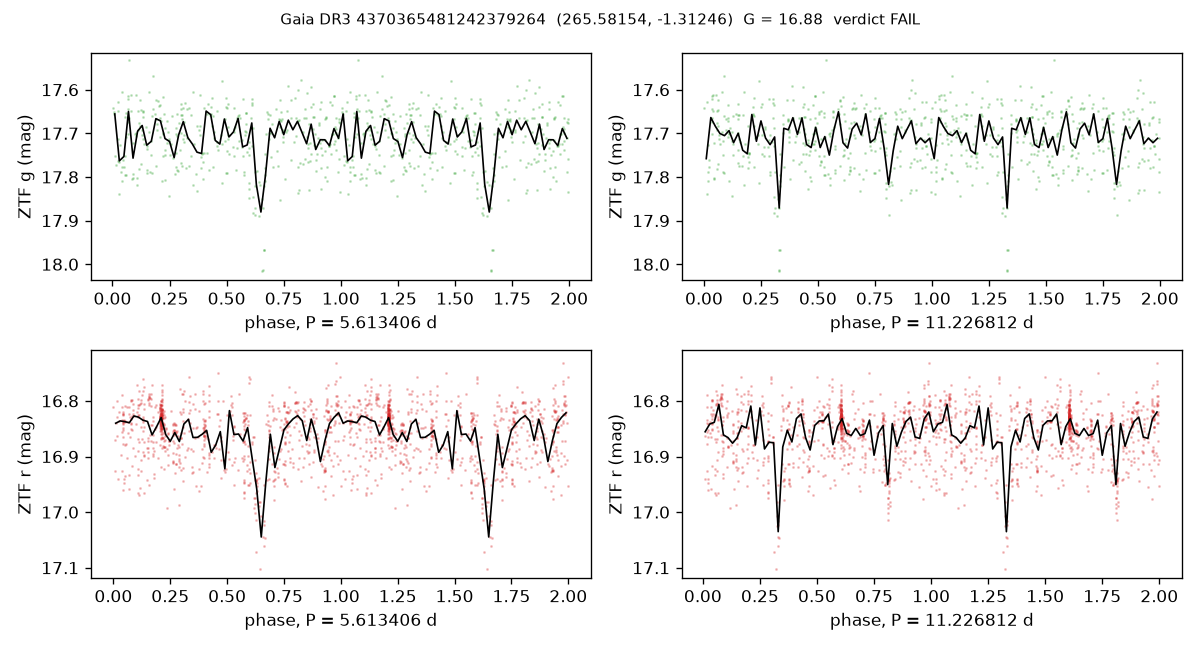 Gaia DR3 4370365481242379264  (265.58154, -1.31246)  G = 16.88  verdict FAIL
ZTF g (mag)
17.6
17.7
17.8
17.9
18.0
0.00 0.25 0.50 0.75 1.00 1.25 1.50 1.75 2.00
phase, P = 5.613406 d
ZTF g (mag)
17.6
17.7
17.8
17.9
18.0
0.00 0.25 0.50 0.75 1.00 1.25 1.50 1.75 2.00
phase, P = 11.226812 d
ZTF r (mag)
16.8
16.9
17.0
17.1
0.00 0.25 0.50 0.75 1.00 1.25 1.50 1.75 2.00
phase, P = 5.613406 d
ZTF r (mag)
16.8
16.9
17.0
17.1
0.00 0.25 0.50 0.75 1.00 1.25 1.50 1.75 2.00
phase, P = 11.226812 d